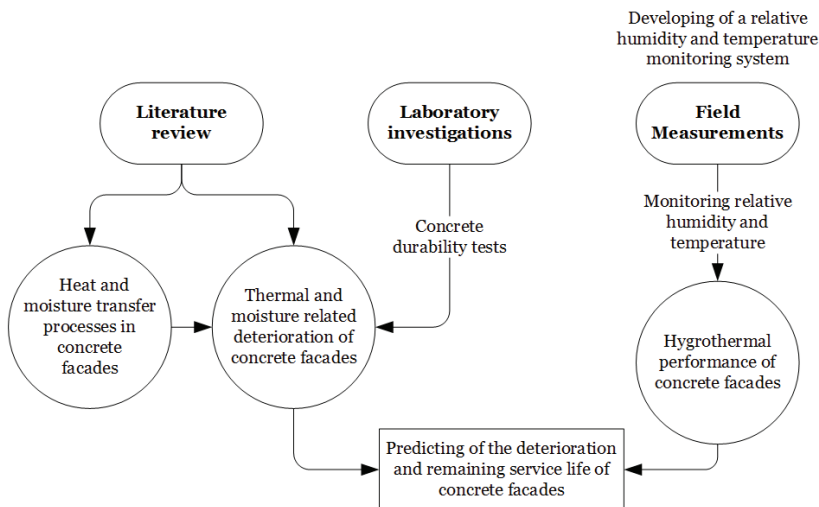 Developing of a relative
humidity and temperature
monitoring system
Literature
review
Laboratory
investigations
Field
Measurements
Concrete
durability tests
Monitoring relative
humidity and
temperature
Heat and
moisture transfer
processes in
concrete
facades
Thermal and
moisture related
deterioration of
concrete facades
Hygrothermal
performance of
concrete facades
Predicting of the deterioration
and remaining service life of
concrete facades